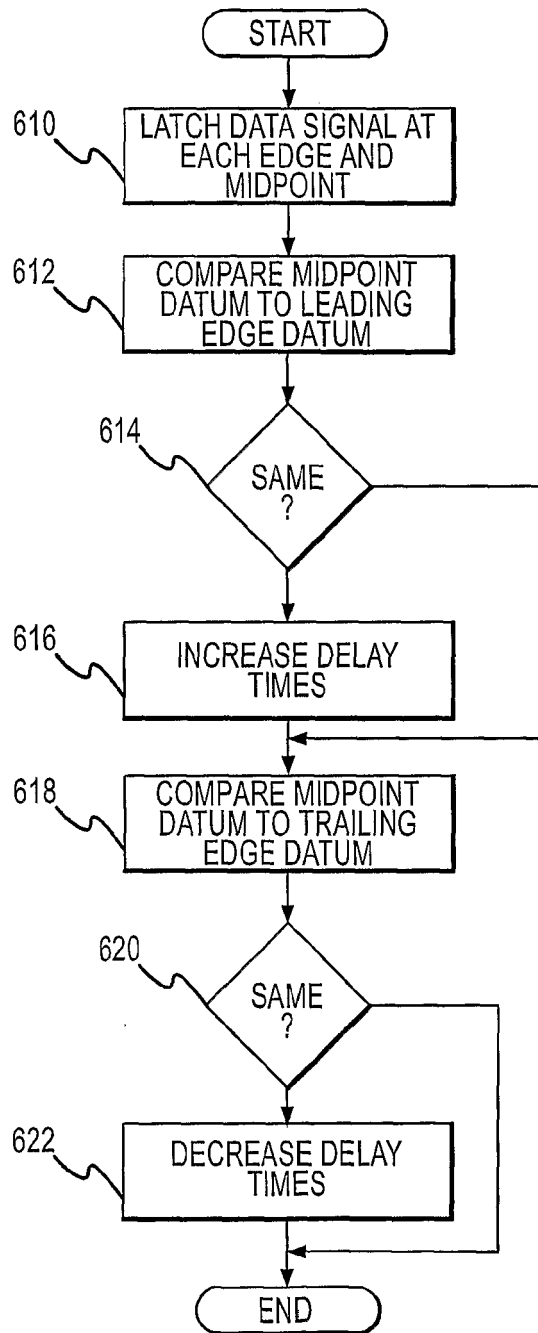 START
610
LATCH DATA SIGNAL AT
EACH EDGE AND
MIDPOINT
612
COMPARE MIDPOINT
DATUM TO LEADING
EDGE DATUM
614
SAME
?
616
INCREASE DELAY
TIMES
618
COMPARE MIDPOINT
DATUM TO TRAILING
EDGE DATUM
620
SAME
?
622
DECREASE DELAY
TIMES
END